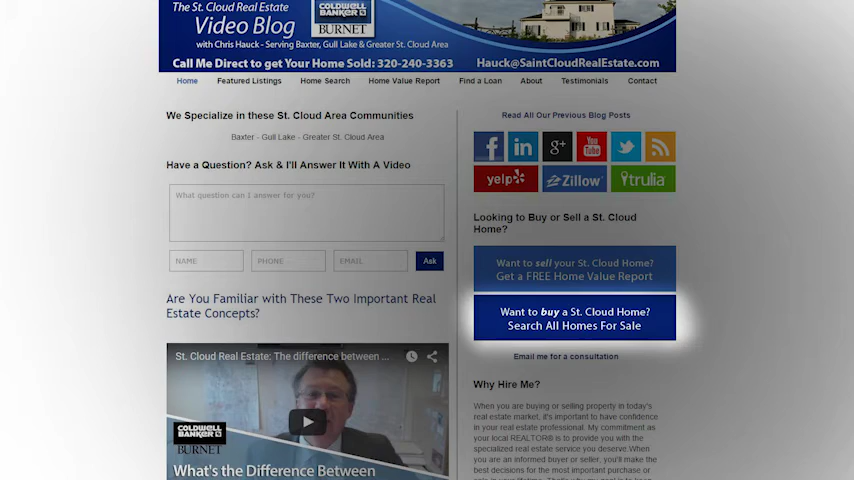 The St. Cloud Real Estate
Video Blog
COLDWELL
BANKER
BURNET
with Chris Hauck - Serving Baxter, Gull Lake & Greater St. Cloud Area
Call Me Direct to get Your Home Sold: 320-240-3363
Hauck@SaintCloudRealEstate.com
Home Featured Listings Home Search Home Value Report Find a Loan About Testimonials Contact
We Specialize in these St. Cloud Area Communities
Baxter - Gull Lake - Greater St. Cloud Area
Have a Question? Ask & I'll Answer It With A Video
What question can I answer for you?
NAME PHONE EMAIL Ask
Are You Familiar with These Two Important Real
Estate Concepts?
St. Cloud Real Estate: The difference between ...
COLDWELL
BANKER
BURNET
What's the Difference Between
Read All Our Previous Blog Posts
f in g+ You Tube
yelp Zillow trulia
Looking to Buy or Sell a St. Cloud
Home?
Want to sell your St. Cloud Home?
Get a FREE Home Value Report
Want to buy a St. Cloud Home?
Search All Homes For Sale
Email me for a consultation
Why Hire Me?
When you are buying or selling property in today's
real estate market, it's important to have confidence
in your real estate professional. My commitment as
your local REALTOR® is to provide you with the
specialized real estate service you deserve.When
you are an informed buyer or seller, you'll make the
best decisions for the most important purchase or